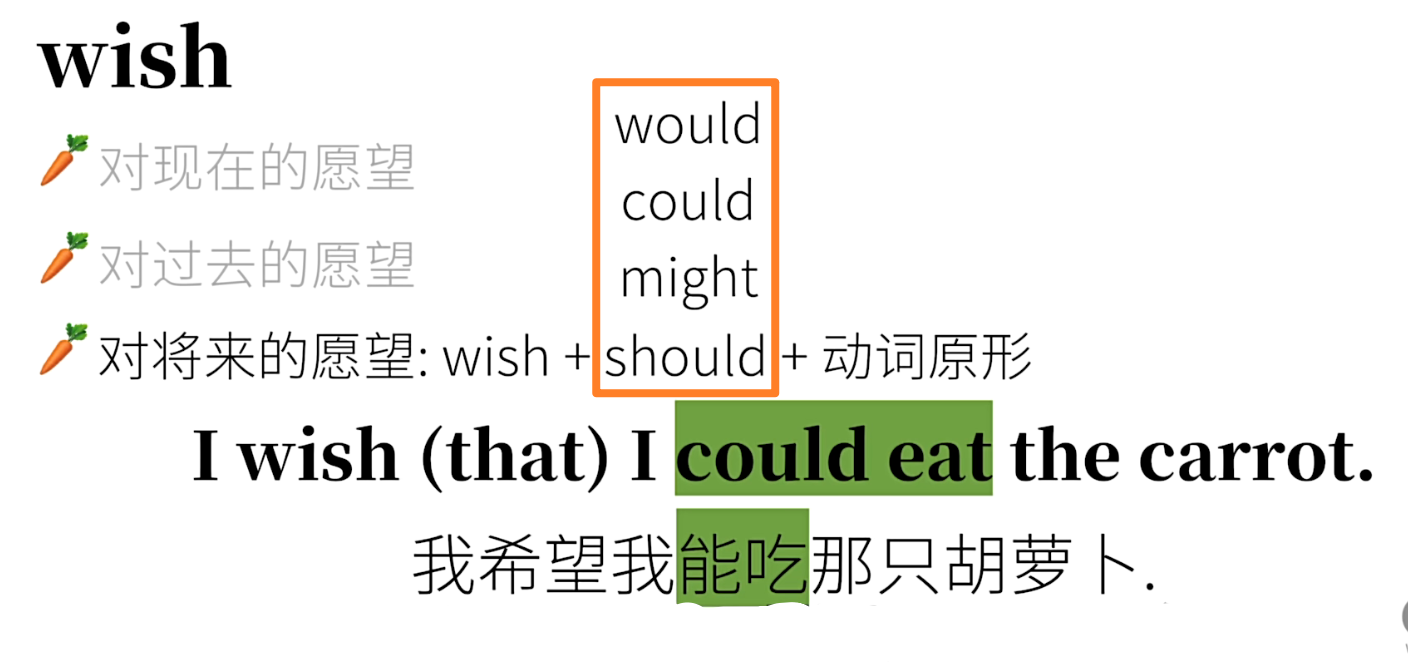 wish
对现在的愿望
对过去的愿望
would
could
might
对将来的愿望: wish + should + 动词原形
I wish (that) I could eat the carrot.
我希望我能吃那只胡萝卜.